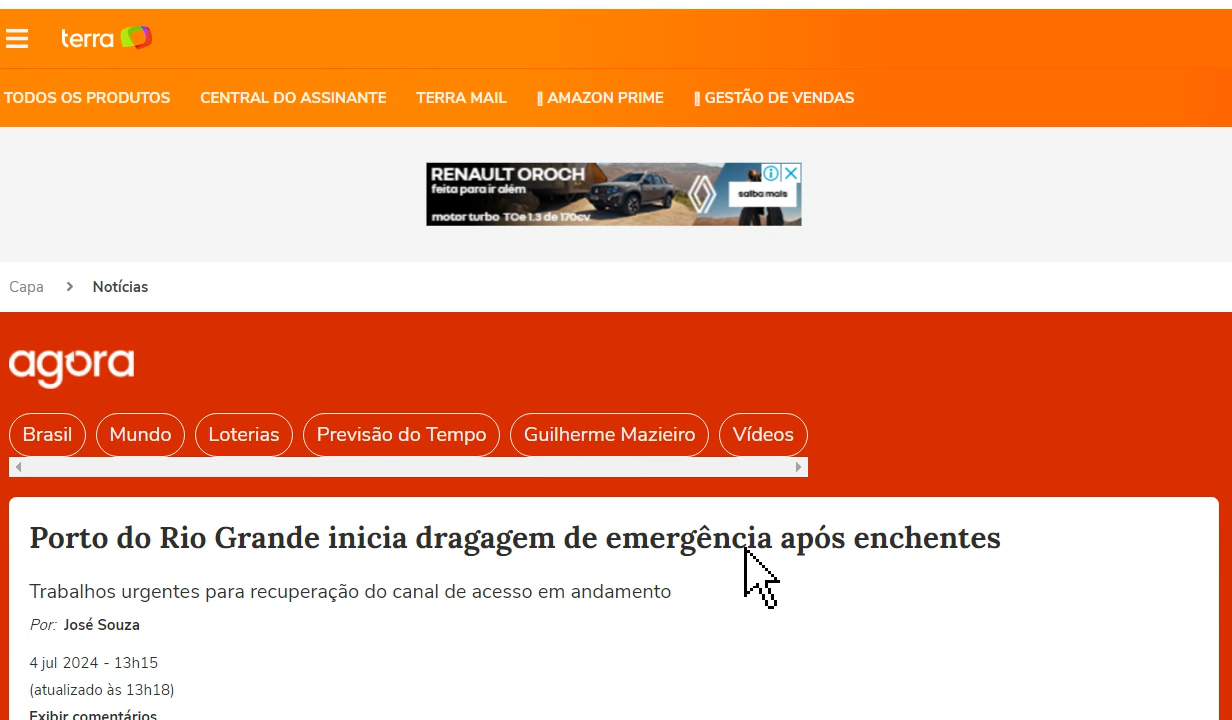 terra
TODOS OS PRODUTOS CENTRAL DO ASSINANTE TERRA MAIL AMAZON PRIME GESTÃO DE VENDAS
RENAULT OROCH
feita para ir além
motor turbo TCe 1.3 de 170cv
saiba mais
Capa > Notícias
agora
Brasil Mundo Loterias Previsão do Tempo Guilherme Mazieiro Vídeos
Porto do Rio Grande inicia dragagem de emergência após enchentes
Trabalhos urgentes para recuperação do canal de acesso em andamento
Por: José Souza
4 jul 2024 - 13h15
(atualizado às 13h18)
Exibir comentários